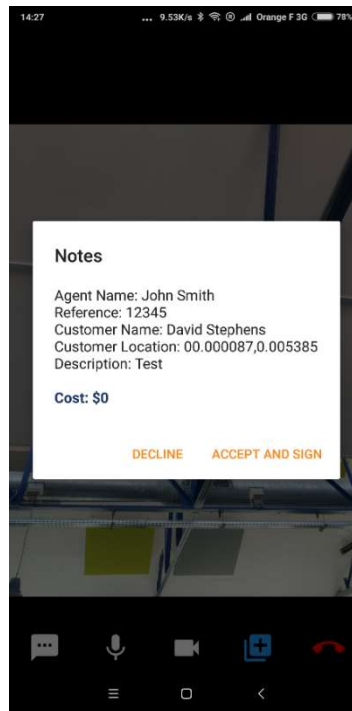 14:27 ... 9.53K/s Orange F 3G 78%
Notes
Agent Name: John Smith
Reference: 12345
Customer Name: David Stephens
Customer Location: 00.000087,0.005385
Description: Test
Cost: $0
DECLINE ACCEPT AND SIGN